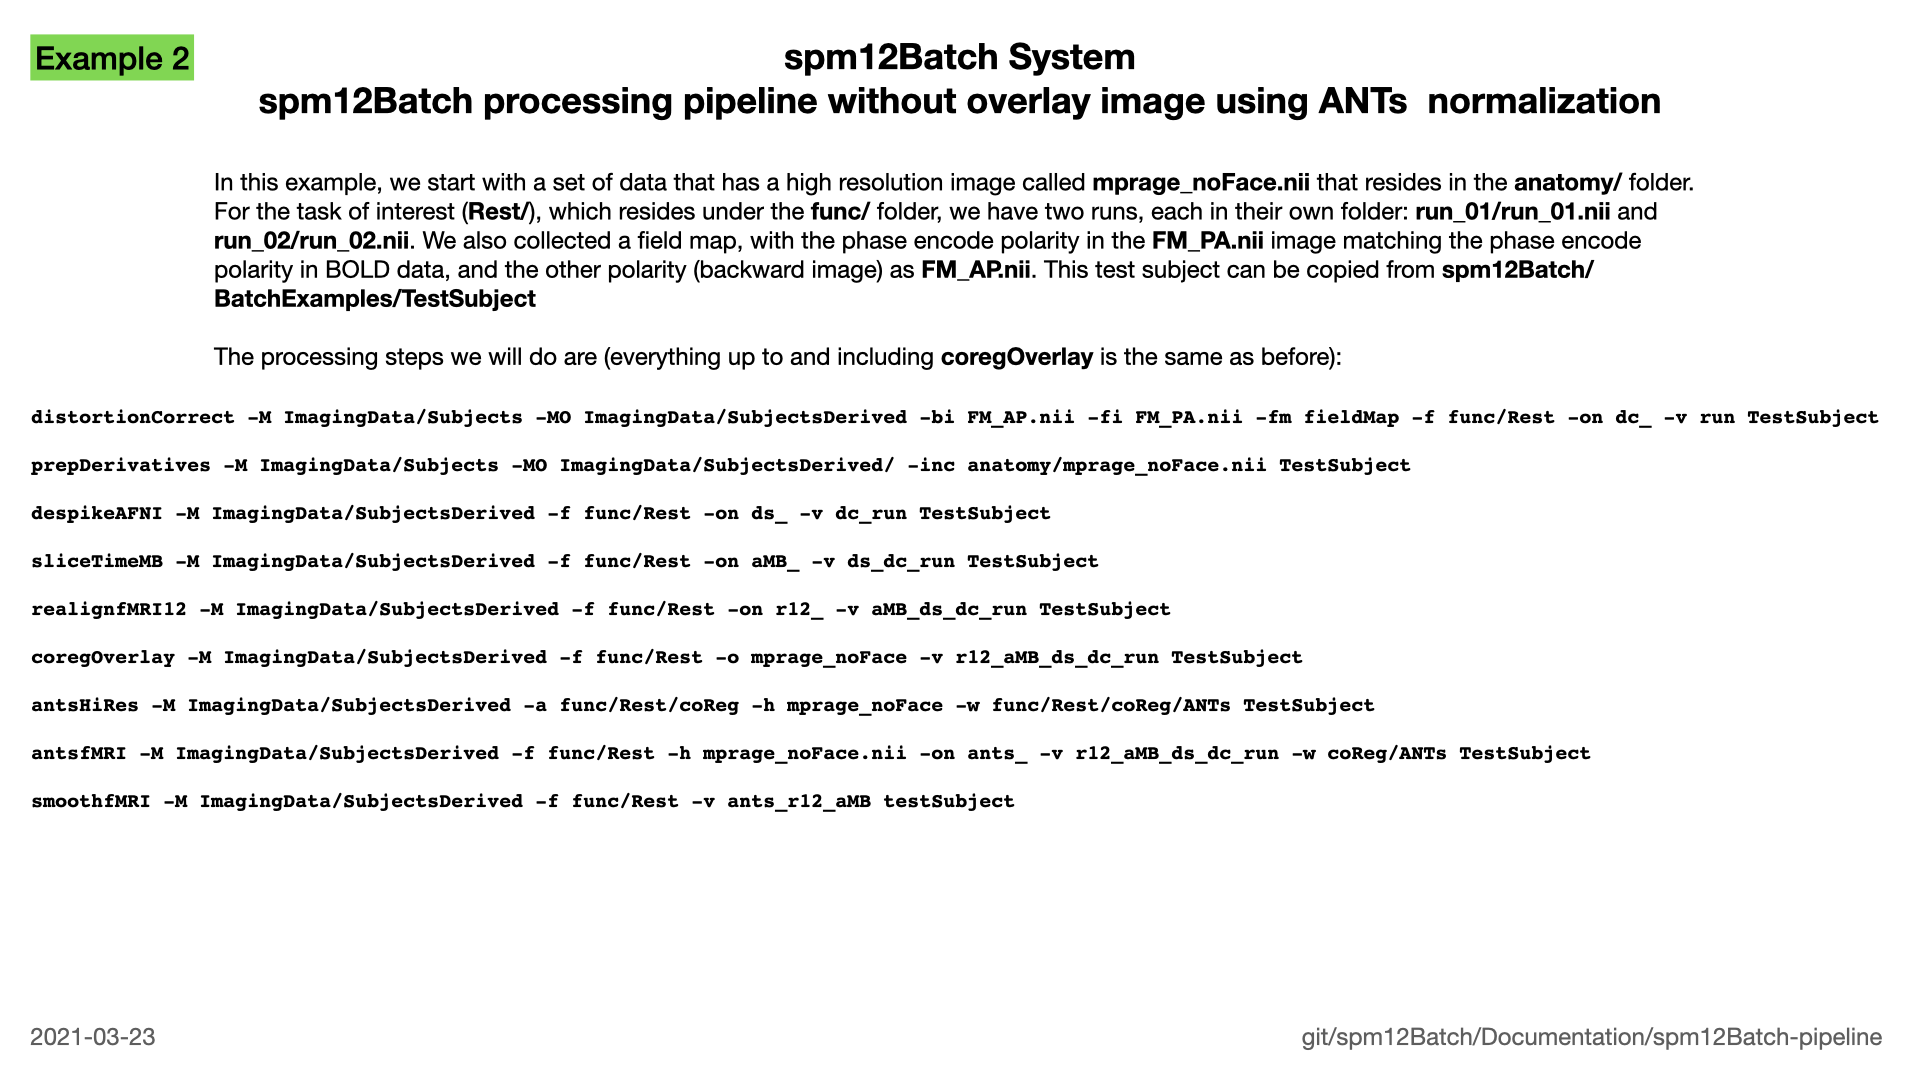 Example 2
spm12Batch System
spm12Batch processing pipeline without overlay image using ANTs  normalization
In this example, we start with a set of data that has a high resolution image called mprage_noFace.nii that resides in the anatomy/ folder.
For the task of interest (Rest/), which resides under the func/ folder, we have two runs, each in their own folder: run_01/run_01.nii and
run_02/run_02.nii. We also collected a field map, with the phase encode polarity in the FM_PA.nii image matching the phase encode
polarity in BOLD data, and the other polarity (backward image) as FM_AP.nii. This test subject can be copied from spm12Batch/
BatchExamples/TestSubject
The processing steps we will do are (everything up to and including coregOverlay is the same as before):
distortionCorrect -M ImagingData/Subjects -MO ImagingData/SubjectsDerived -bi FM_AP.nii -fi FM_PA.nii -fm fieldMap -f func/Rest -on dc_ -v run TestSubject
prepDerivatives -M ImagingData/Subjects -MO ImagingData/SubjectsDerived/ -inc anatomy/mprage_noFace.nii TestSubject
despikeAFNI -M ImagingData/SubjectsDerived -f func/Rest -on ds_ -v dc_run TestSubject
sliceTimeMB -M ImagingData/SubjectsDerived -f func/Rest -on aMB_ -v ds_dc_run TestSubject
realignfMRI12 -M ImagingData/SubjectsDerived -f func/Rest -on r12_ -v aMB_ds_dc_run TestSubject
coregOverlay -M ImagingData/SubjectsDerived -f func/Rest -o mprage_noFace -v r12_aMB_ds_dc_run TestSubject
antsHiRes -M ImagingData/SubjectsDerived -a func/Rest/coReg -h mprage_noFace -w func/Rest/coReg/ANTs TestSubject
antsfMRI -M ImagingData/SubjectsDerived -f func/Rest -h mprage_noFace.nii -on ants_ -v r12_aMB_ds_dc_run -w coReg/ANTs TestSubject
smoothfMRI -M ImagingData/SubjectsDerived -f func/Rest -v ants_r12_aMB testSubject
2021-03-23
git/spm12Batch/Documentation/spm12Batch-pipeline